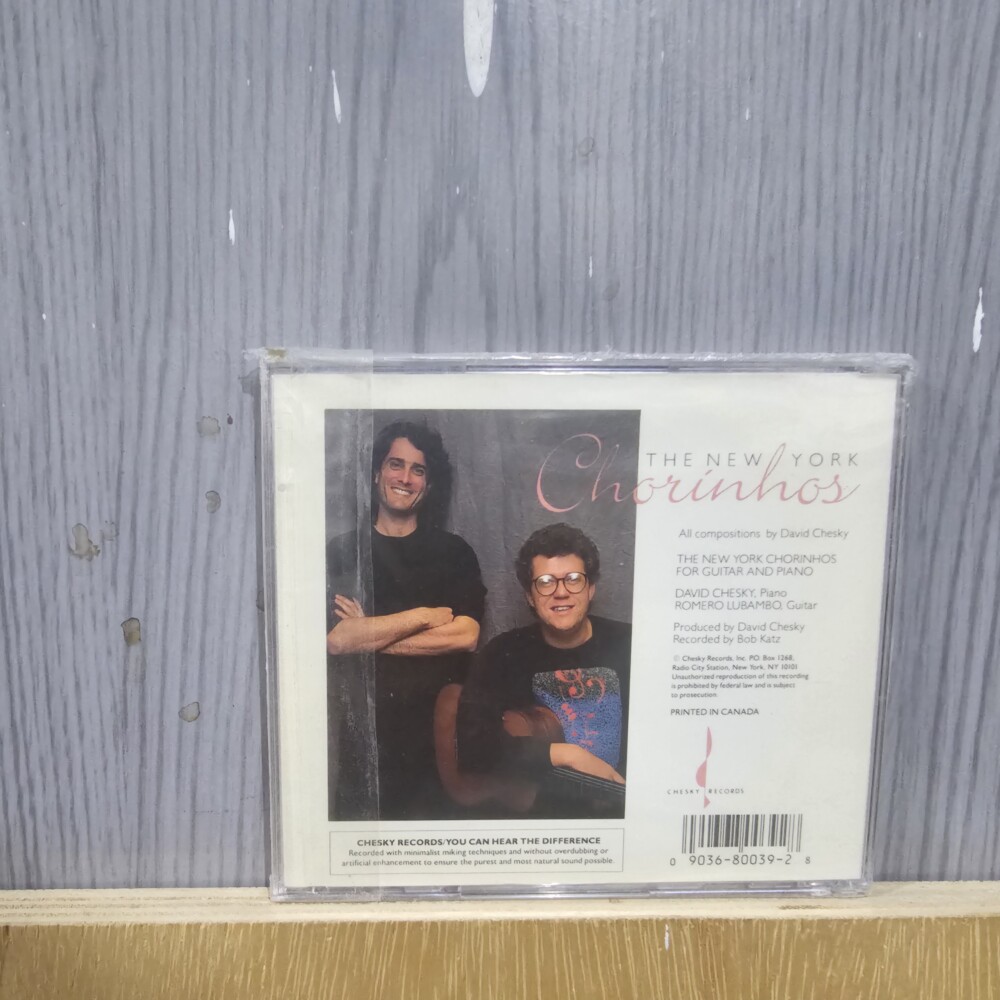 THE NEW YORK
Chorinhos
All compositions by David Chesky
THE NEW YORK CHORINHOS
FOR GUITAR AND PIANO
DAVID CHESKY, Piano
ROMERO LUBAMBO, Guitar
Produced by David Chesky
Recorded by Bob Katz
Chesky Records, Inc. P.O. Box 1268,
Radio City Station, New York, NY 10101
Unauthorized reproduction of this recording
is prohibited by federal law and is subject
to prosecution.
PRINTED IN CANADA
CHESKY RECORDS
CHESKY RECORDS/YOU CAN HEAR THE DIFFERENCE
Recorded with minimalist miking techniques and without overdubbing or
artificial enhancement to ensure the purest and most natural sound possible.
0 9036-80039-2 8